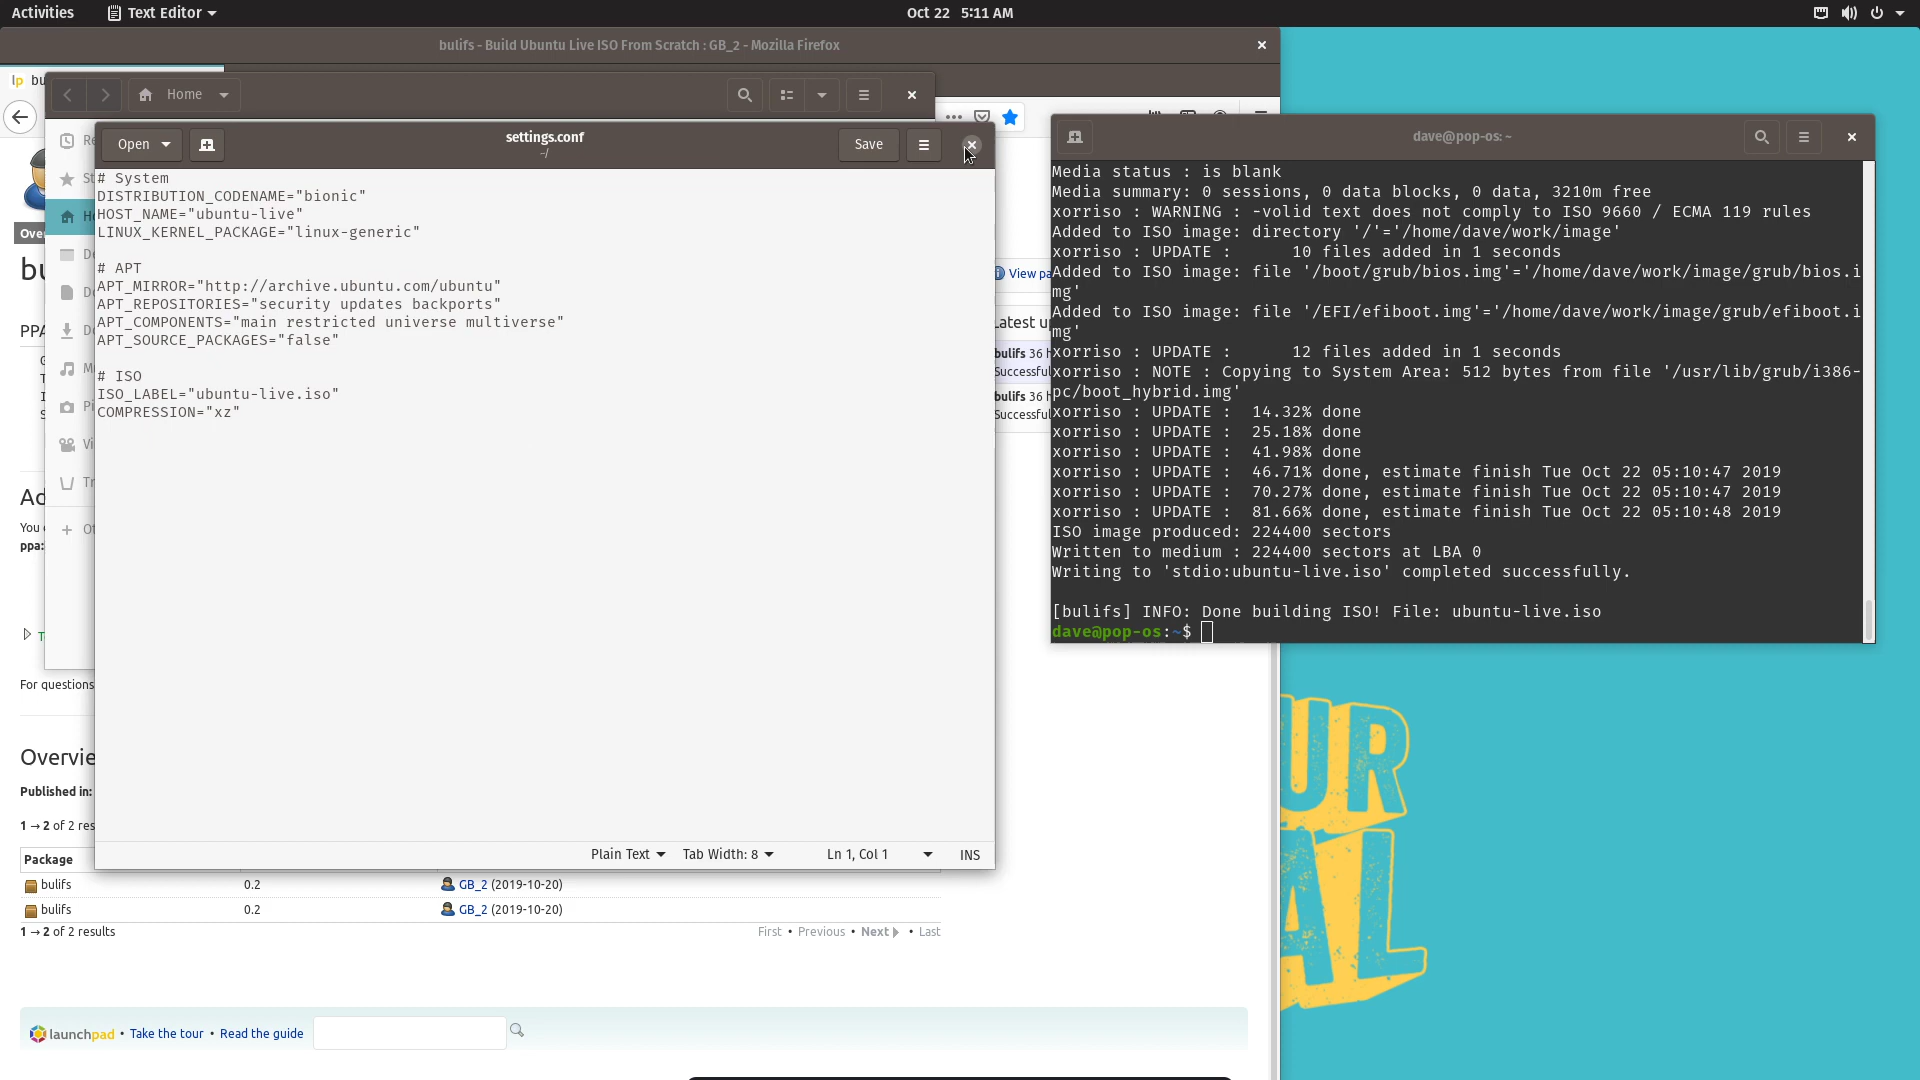 Activities
Text Editor
Oct 22 5:11 AM
bulifs - Build Ubuntu Live ISO From Scratch : GB_2 - Mozilla Firefox
lp
Home
Open
settings.conf
~/
Save
# System
DISTRIBUTION_CODENAME="bionic"
HOST_NAME="ubuntu-live"
LINUX_KERNEL_PACKAGE="linux-generic"
# APT
APT_MIRROR="http://archive.ubuntu.com/ubuntu"
APT_REPOSITORIES="security updates backports"
APT_COMPONENTS="main restricted universe multiverse"
APT_SOURCE_PACKAGES="false"
# ISO
ISO_LABEL="ubuntu-live.iso"
COMPRESSION="xz"
Plain Text
Tab Width: 8
Ln 1, Col 1
INS
dave@pop-os: ~
Media status : is blank
Media summary: 0 sessions, 0 data blocks, 0 data, 3210m free
xorriso : WARNING : -volid text does not comply to ISO 9660 / ECMA 119 rules
Added to ISO image: directory '/'='/home/dave/work/image'
xorriso : UPDATE :      10 files added in 1 seconds
Added to ISO image: file '/boot/grub/bios.img'='/home/dave/work/image/grub/bios.i
mg'
Added to ISO image: file '/EFI/efiboot.img'='/home/dave/work/image/grub/efiboot.i
mg'
xorriso : UPDATE :      12 files added in 1 seconds
xorriso : NOTE : Copying to System Area: 512 bytes from file '/usr/lib/grub/i386-
pc/boot_hybrid.img'
xorriso : UPDATE :  14.32% done
xorriso : UPDATE :  25.18% done
xorriso : UPDATE :  41.98% done
xorriso : UPDATE :  46.71% done, estimate finish Tue Oct 22 05:10:47 2019
xorriso : UPDATE :  70.27% done, estimate finish Tue Oct 22 05:10:47 2019
xorriso : UPDATE :  81.66% done, estimate finish Tue Oct 22 05:10:48 2019
ISO image produced: 224400 sectors
Written to medium : 224400 sectors at LBA 0
Writing to 'stdio:ubuntu-live.iso' completed successfully.
[bulifs] INFO: Done building ISO! File: ubuntu-live.iso
dave@pop-os:~$
View
bulifs 36
bulifs 36
PPA
You
ppa:
For questions
Published in:
1 → 2 of 2
Package
bulifs 0.2 GB_2 (2019-10-20)
bulifs 0.2 GB_2 (2019-10-20)
1 → 2 of 2 results
First • Previous • Next • Last
launchpad • Take the tour • Read the guide
UR
AL